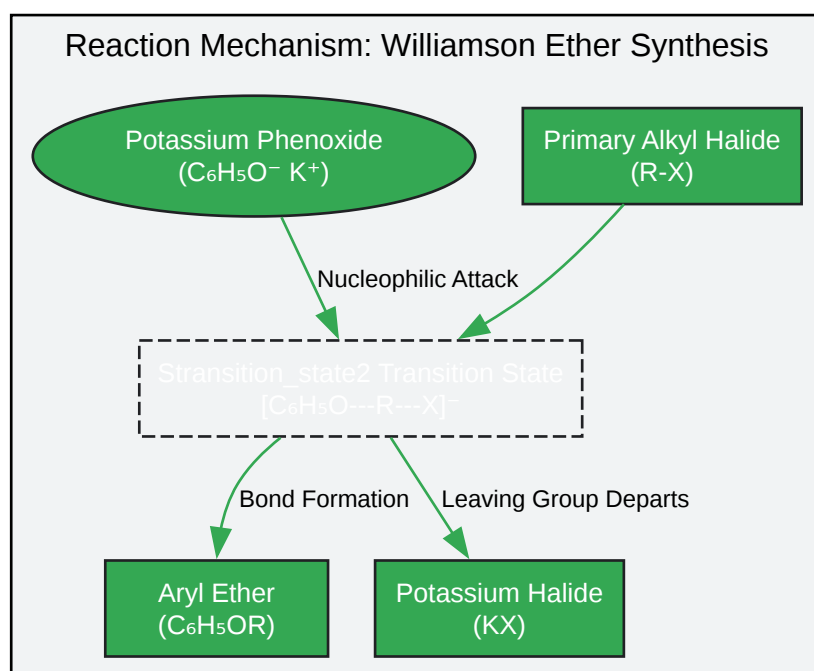 Reaction Mechanism: Williamson Ether Synthesis
Potassium Phenoxide
(C₆H₅O⁻ K⁺)
Primary Alkyl Halide
(R-X)
Nucleophilic Attack
Stransition_state2 Transition State
[C₆H₅O---R---X]⁻
Bond Formation
Leaving Group Departs
Aryl Ether
(C₆H₅OR)
Potassium Halide
(KX)